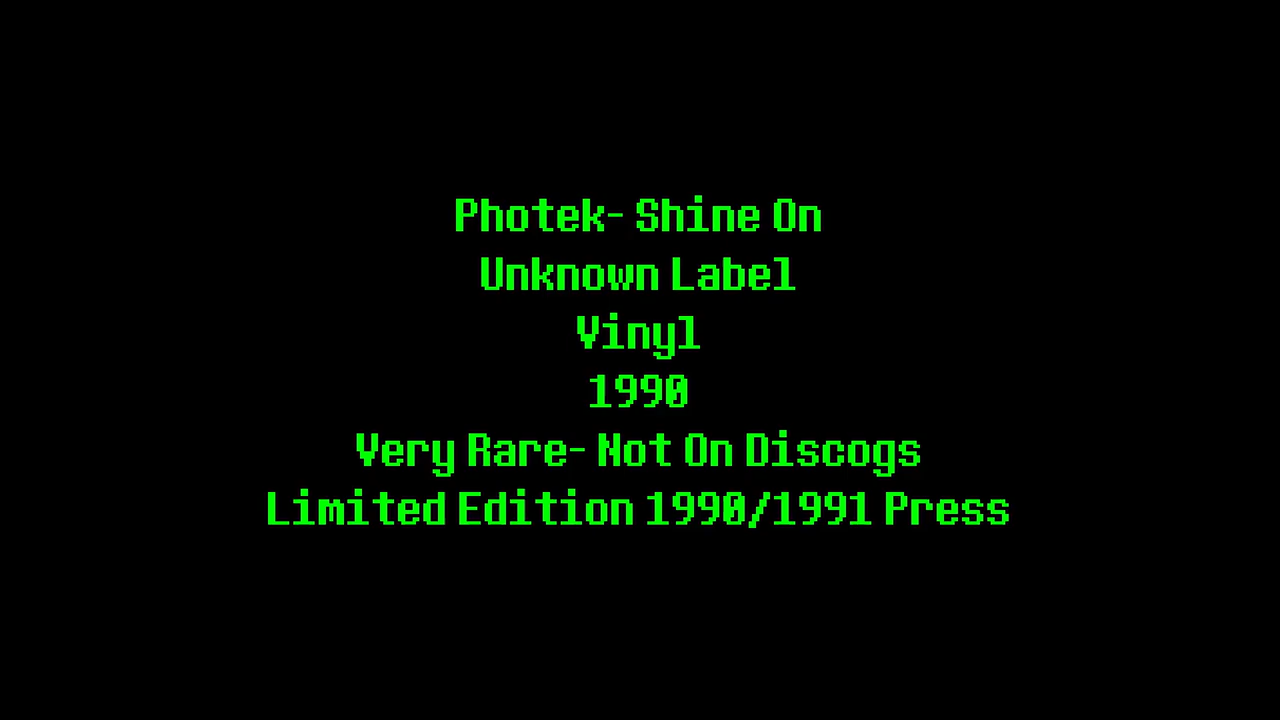 Photek- Shine On
Unknown Label
Vinyl
1990
Very Rare- Not On Discogs
Limited Edition 1990/1991 Press